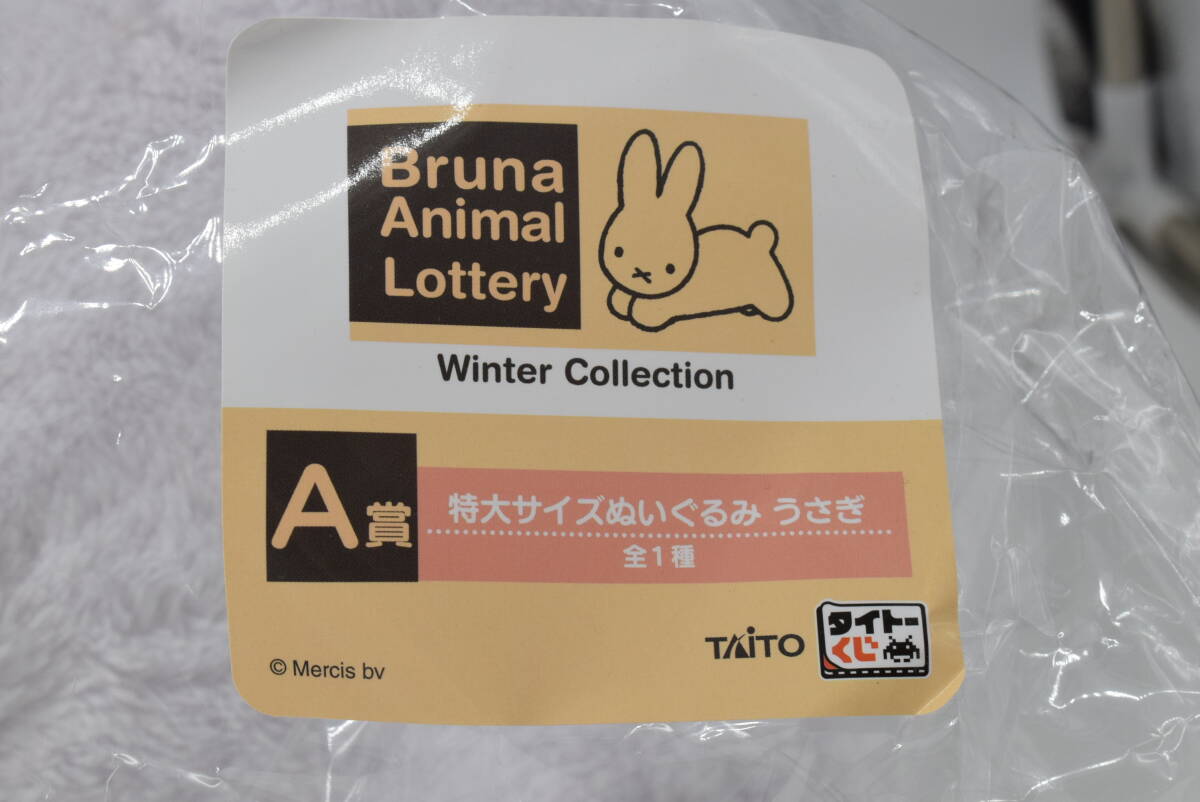 Bruna
Animal
Lottery
Winter Collection
A賞
特大サイズぬいぐるみ うさぎ
全1種
TAITO
タイトー
くじ
© Mercis bv